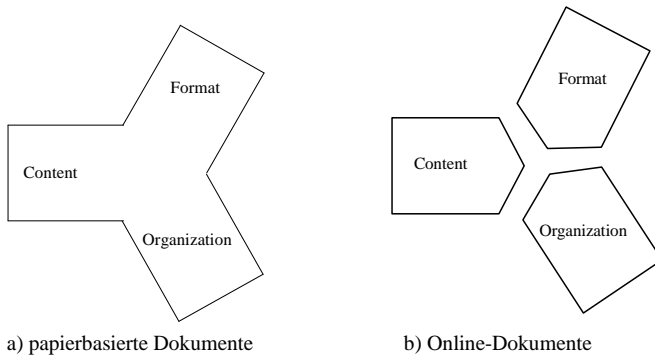 Format
Content
Organization
a) papierbasierte Dokumente
Format
Content
Organization
b) Online-Dokumente